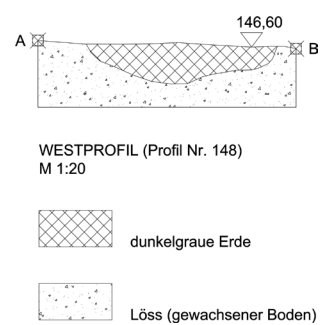 146,60
A
B
WESTPROFIL (Profil Nr. 148)
M 1:20
dunkelgraue Erde
Löss (gewachsener Boden)